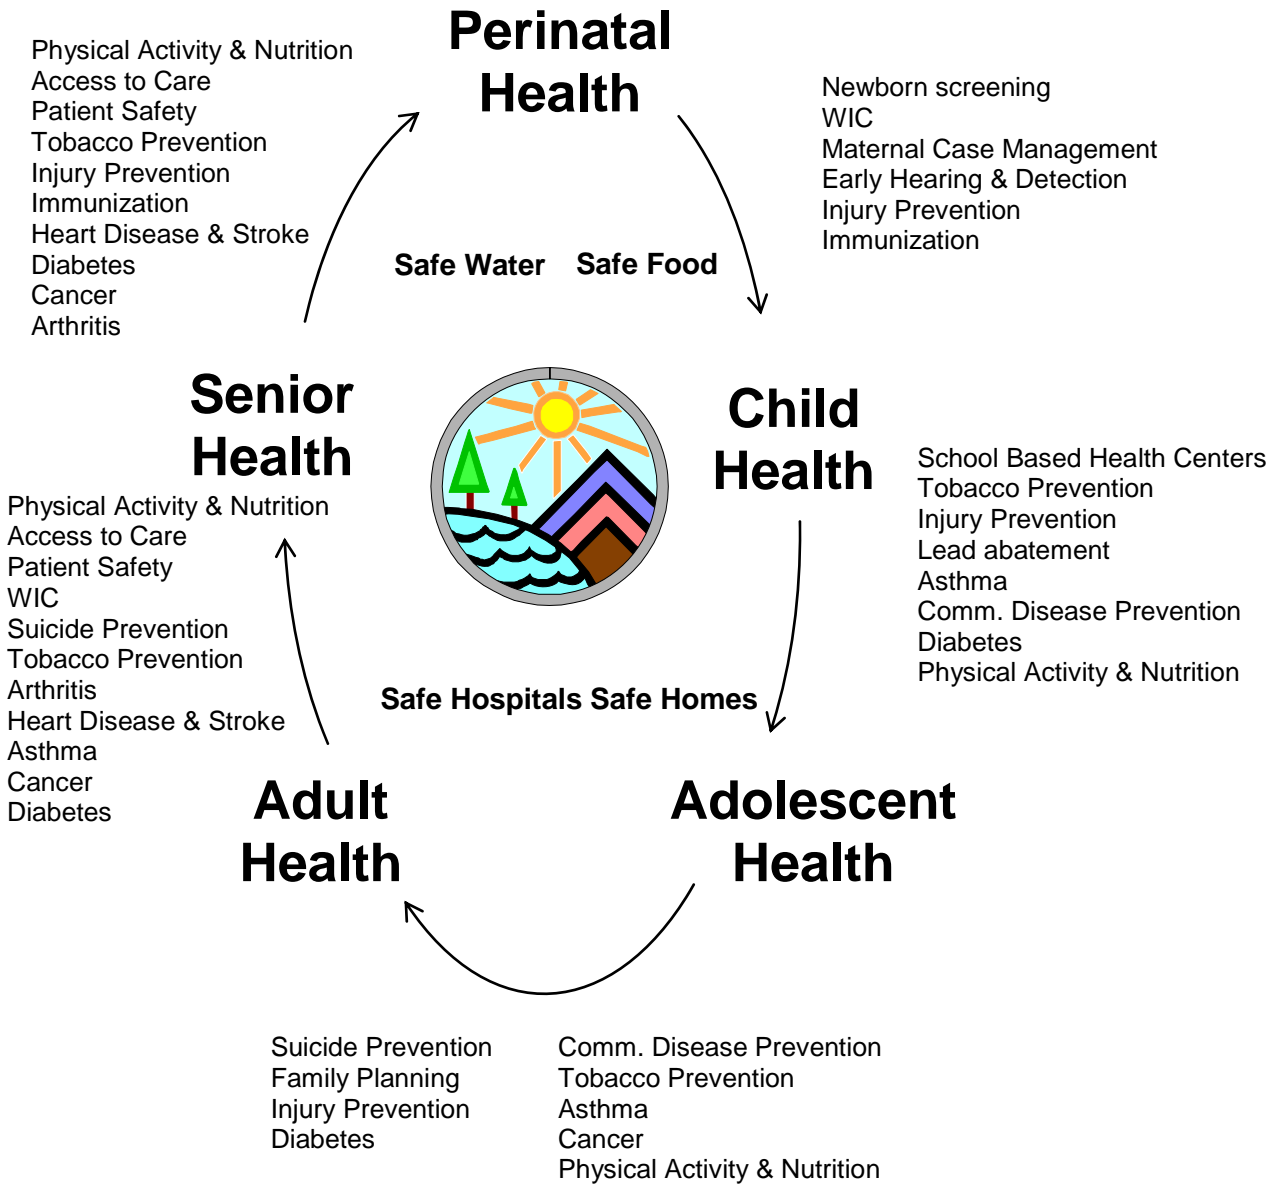 Perinatal
Health
Physical Activity & Nutrition
Access to Care
Patient Safety
Tobacco Prevention
Injury Prevention
Immunization
Heart Disease & Stroke
Diabetes
Cancer
Arthritis
Newborn screening
WIC
Maternal Case Management
Early Hearing & Detection
Injury Prevention
Immunization
Safe Water Safe Food
Senior
Health
Child
Health
School Based Health Centers
Tobacco Prevention
Injury Prevention
Lead abatement
Asthma
Comm. Disease Prevention
Diabetes
Physical Activity & Nutrition
Physical Activity & Nutrition
Access to Care
Patient Safety
WIC
Suicide Prevention
Tobacco Prevention
Arthritis
Heart Disease & Stroke
Asthma
Cancer
Diabetes
Safe Hospitals Safe Homes
Adult
Health
Adolescent
Health
Suicide Prevention
Family Planning
Injury Prevention
Diabetes
Comm. Disease Prevention
Tobacco Prevention
Asthma
Cancer
Physical Activity & Nutrition